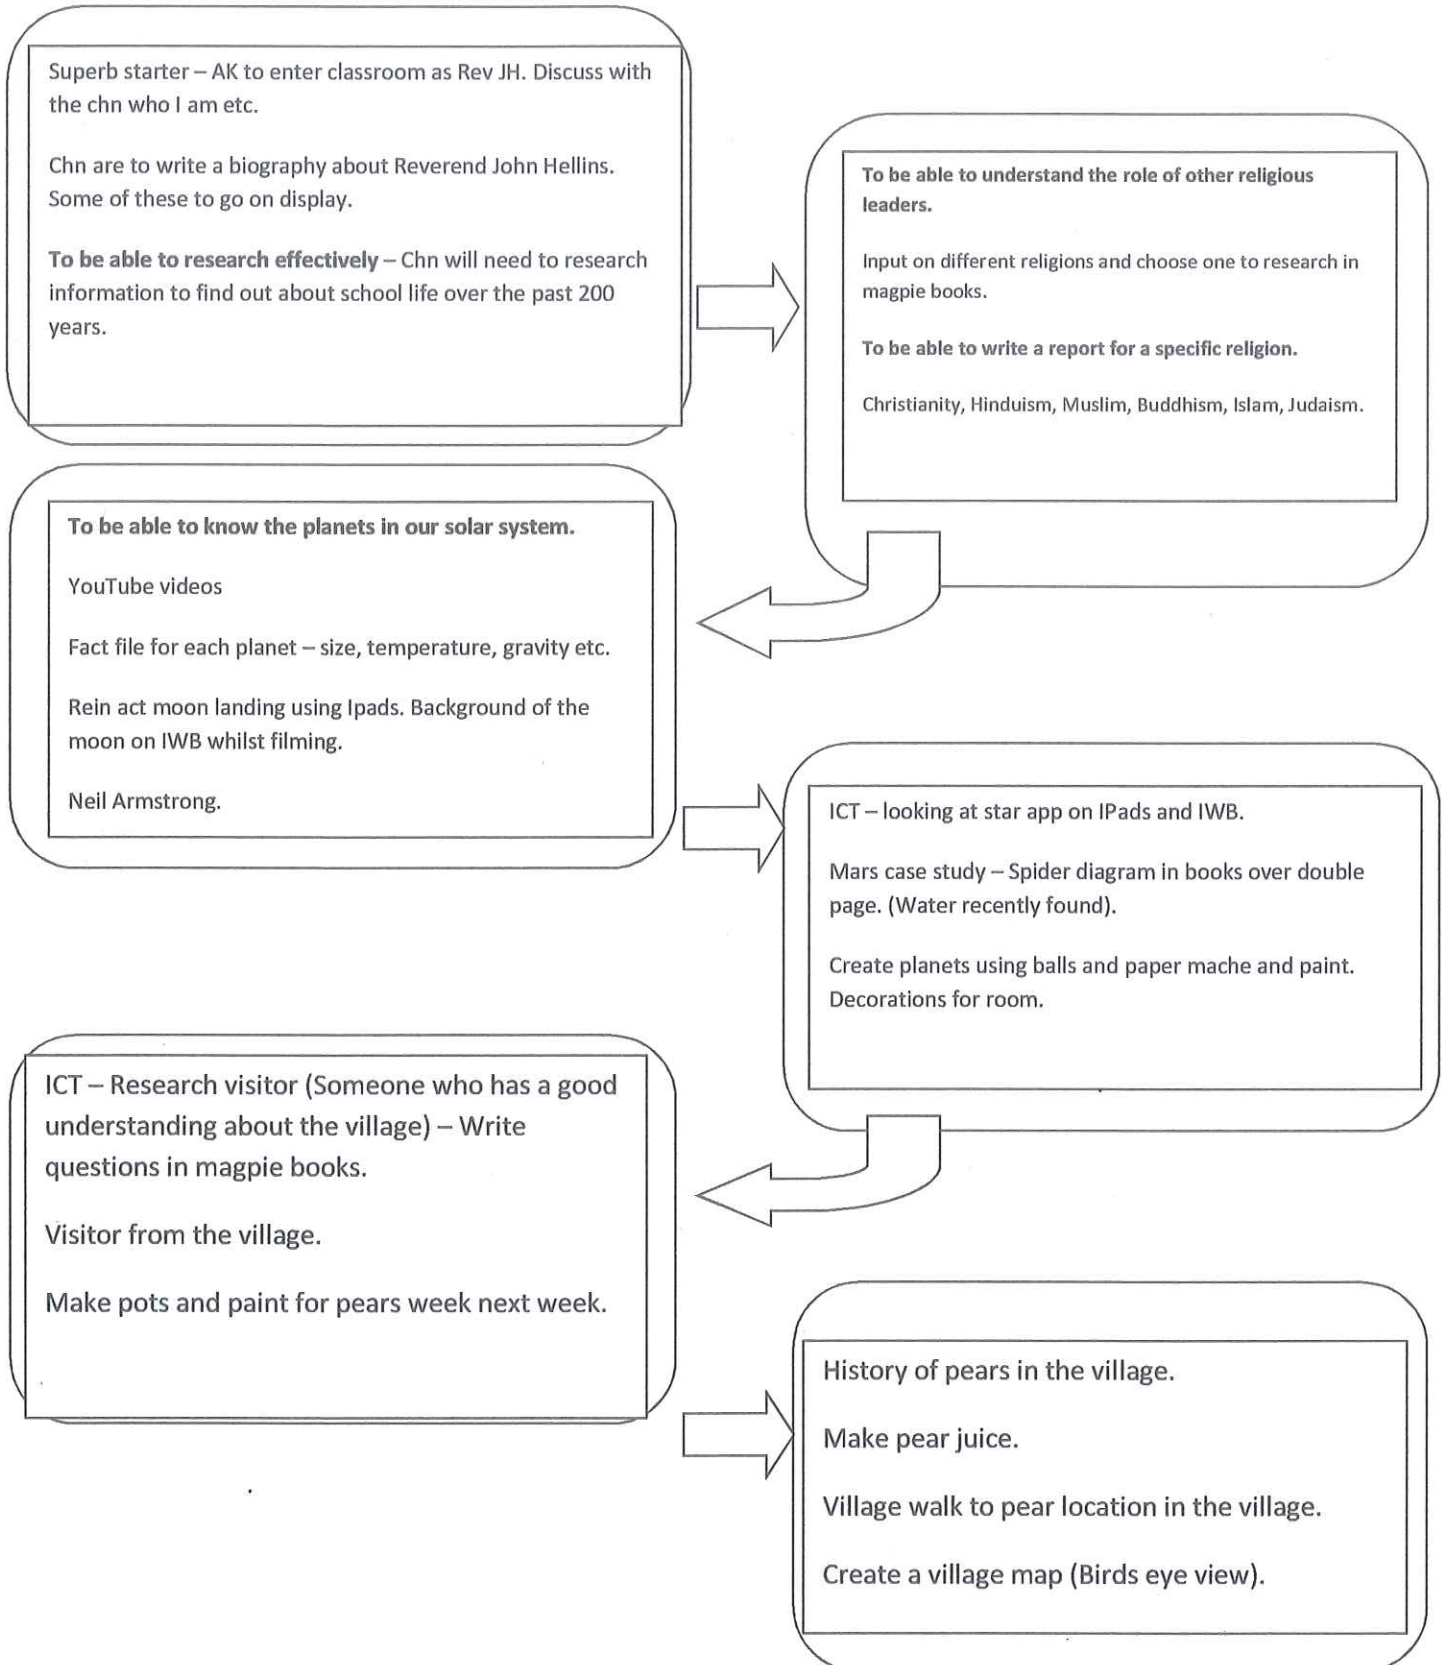 Superb starter – AK to enter classroom as Rev JH. Discuss with
the chn who I am etc.
Chn are to write a biography about Reverend John Hellins.
Some of these to go on display.
To be able to research effectively – Chn will need to research
information to find out about school life over the past 200
years.
To be able to understand the role of other religious
leaders.
Input on different religions and choose one to research in
magpie books.
To be able to write a report for a specific religion.
Christianity, Hinduism, Muslim, Buddhism, Islam, Judaism.
To be able to know the planets in our solar system.
YouTube videos
Fact file for each planet – size, temperature, gravity etc.
Rein act moon landing using Ipads. Background of the
moon on IWB whilst filming.
Neil Armstrong.
ICT – looking at star app on IPads and IWB.
Mars case study – Spider diagram in books over double
page. (Water recently found).
Create planets using balls and paper mache and paint.
Decorations for room.
ICT – Research visitor (Someone who has a good
understanding about the village) – Write
questions in magpie books.
Visitor from the village.
Make pots and paint for pears week next week.
History of pears in the village.
Make pear juice.
Village walk to pear location in the village.
Create a village map (Birds eye view).